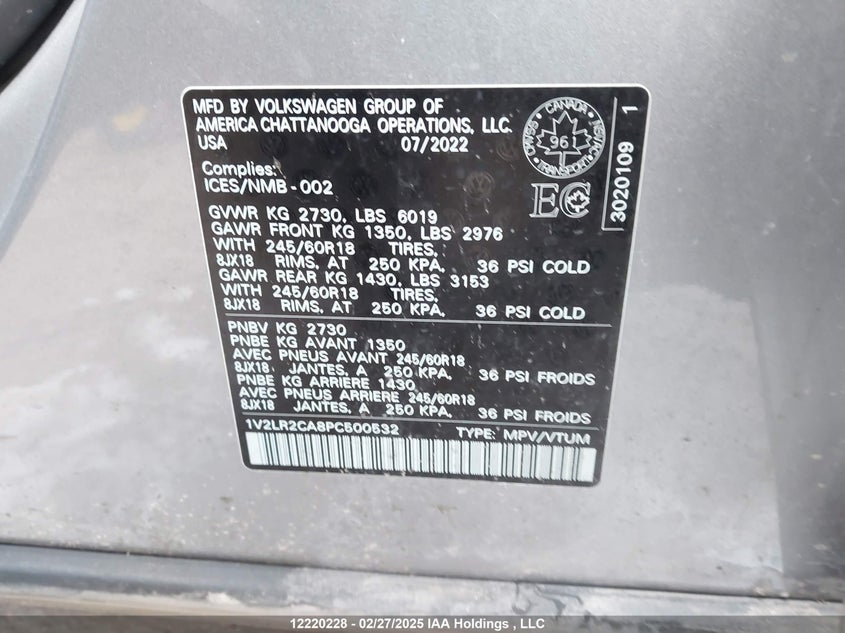 MFD BY VOLKSWAGEN GROUP OF
AMERICA CHATTANOOGA OPERATIONS, LLC.
USA 07/2022
Complies:
ICES/NMB-002
GVWR KG 2730, LBS 6019
GAWR FRONT KG 1350, LBS 2976
WITH 245/60R18 TIRES,
8JX18 RIMS, AT 250 KPA, 36 PSI COLD
GAWR REAR KG 1430, LBS 3153
WITH 245/60R18 TIRES,
8JX18 RIMS, AT 250 KPA, 36 PSI COLD
PNBV KG 2730
PNBE KG AVANT 1350
AVEC PNEUS AVANT 245/60R18
8JX18 JANTES, A 250 KPA, 36 PSI FROIDS
PNBE KG ARRIERE 1430
AVEC PNEUS ARRIERE 245/60R18
8JX18 JANTES, A 250 KPA, 36 PSI FROIDS
1V2LR2CA8PC500532 TYPE: MPV/VTUM
CANADA
CMVSS
NSVAC
961
TRANSPORT
EC
3020109 1
12220228 - 02/27/2025 IAA Holdings , LLC